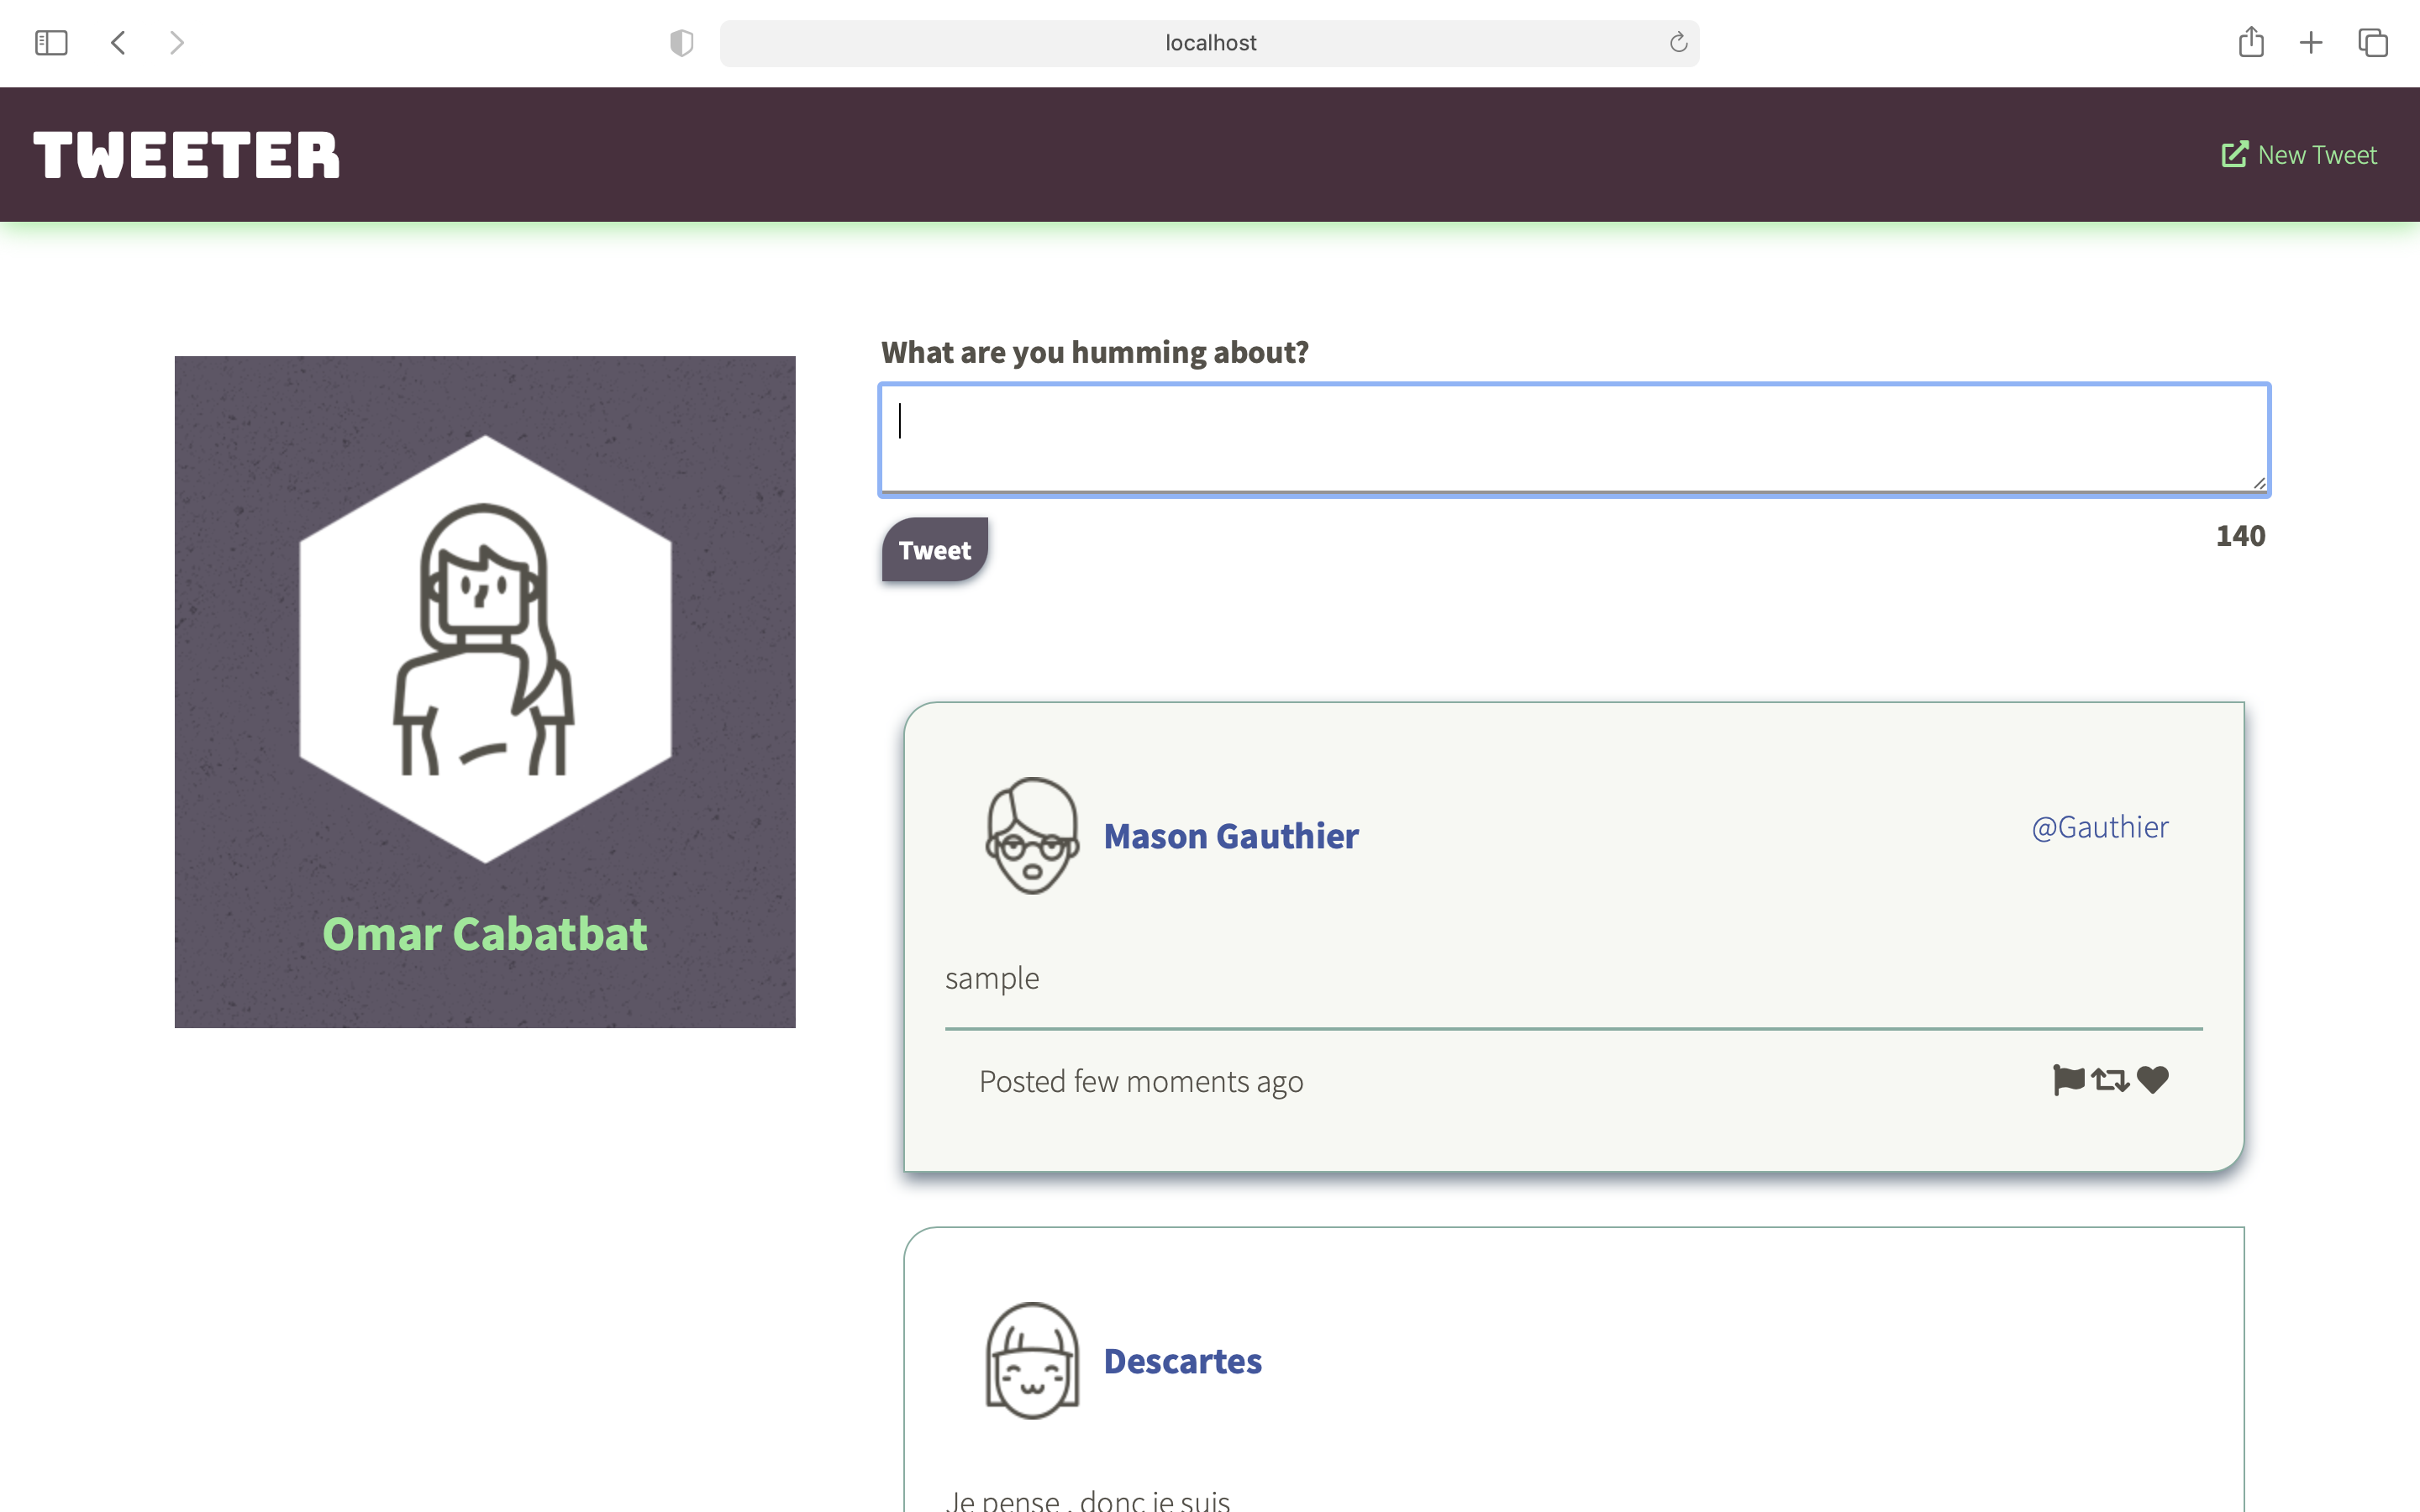 localhost
TWEETER
New Tweet
What are you humming about?
Tweet
140
Omar Cabatbat
Mason Gauthier
@Gauthier
sample
Posted few moments ago
Descartes
Je pense , donc je suis